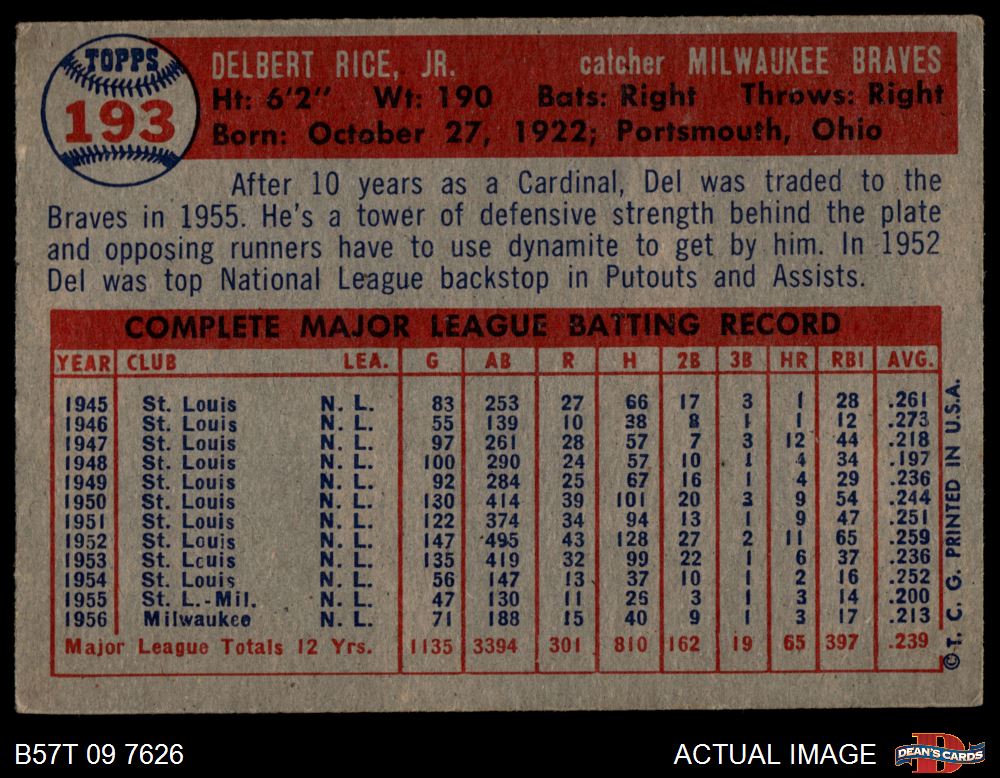 TOPPS
193
DELBERT RICE, JR. catcher MILWAUKEE BRAVES
Ht: 6'2" Wt: 190 Bats: Right Throws: Right
Born: October 27, 1922; Portsmouth, Ohio
After 10 years as a Cardinal, Del was traded to the
Braves in 1955. He's a tower of defensive strength behind the plate
and opposing runners have to use dynamite to get by him. In 1952
Del was top National League backstop in Putouts and Assists.
COMPLETE MAJOR LEAGUE BATTING RECORD
YEAR CLUB LEA. G AB R H 2B 3B HR RBI AVG.
1945 St. Louis N. L. 83 253 27 66 17 3 1 28 .261
1946 St. Louis N. L. 55 139 10 38 8 1 1 12 .273
1947 St. Louis N. L. 97 261 28 57 7 3 12 44 .218
1948 St. Louis N. L. 100 290 24 57 10 1 4 34 .197
1949 St. Louis N. L. 92 284 25 67 16 1 4 29 .236
1950 St. Louis N. L. 130 414 39 101 20 3 9 54 .244
1951 St. Louis N. L. 122 374 34 94 13 1 9 47 .251
1952 St. Louis N. L. 147 495 43 128 27 2 11 65 .259
1953 St. Louis N. L. 135 419 32 99 22 1 6 37 .236
1954 St. Louis N. L. 56 147 13 37 10 1 2 16 .252
1955 St. L.-Mil. N. L. 47 130 11 26 3 1 3 14 .200
1956 Milwaukee N. L. 71 188 15 40 9 1 3 17 .213
Major League Totals 12 Yrs. 1135 3394 301 810 162 19 65 397 .239
© T. C. G. PRINTED IN U.S.A.
B57T 09 7626
ACTUAL IMAGE
DEAN'S CARDS